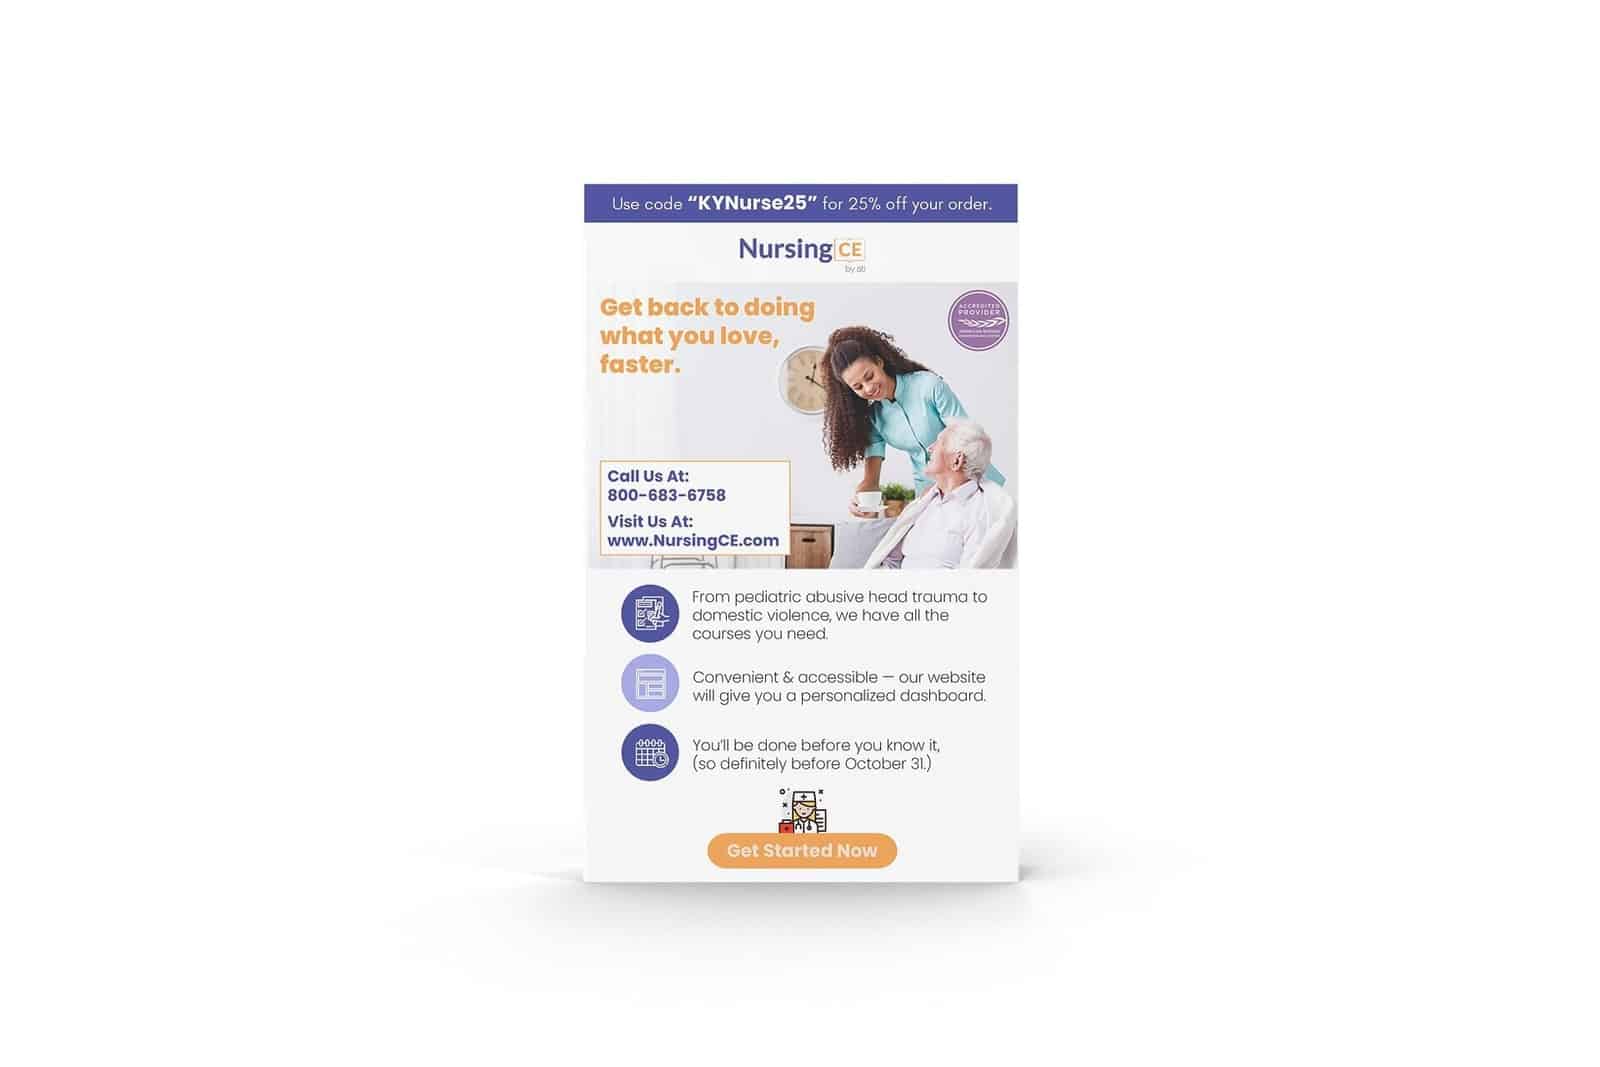 Use code “KYNurse25” for 25% off your order.
Nursing CE
by ati
Get back to doing
what you love,
faster.
ACCREDITED
PROVIDER
Call Us At:
800-683-6758
Visit Us At:
www.NursingCE.com
From pediatric abusive head trauma to
domestic violence, we have all the
courses you need.
Convenient & accessible — our website
will give you a personalized dashboard.
You’ll be done before you know it,
(so definitely before October 31.)
Get Started Now